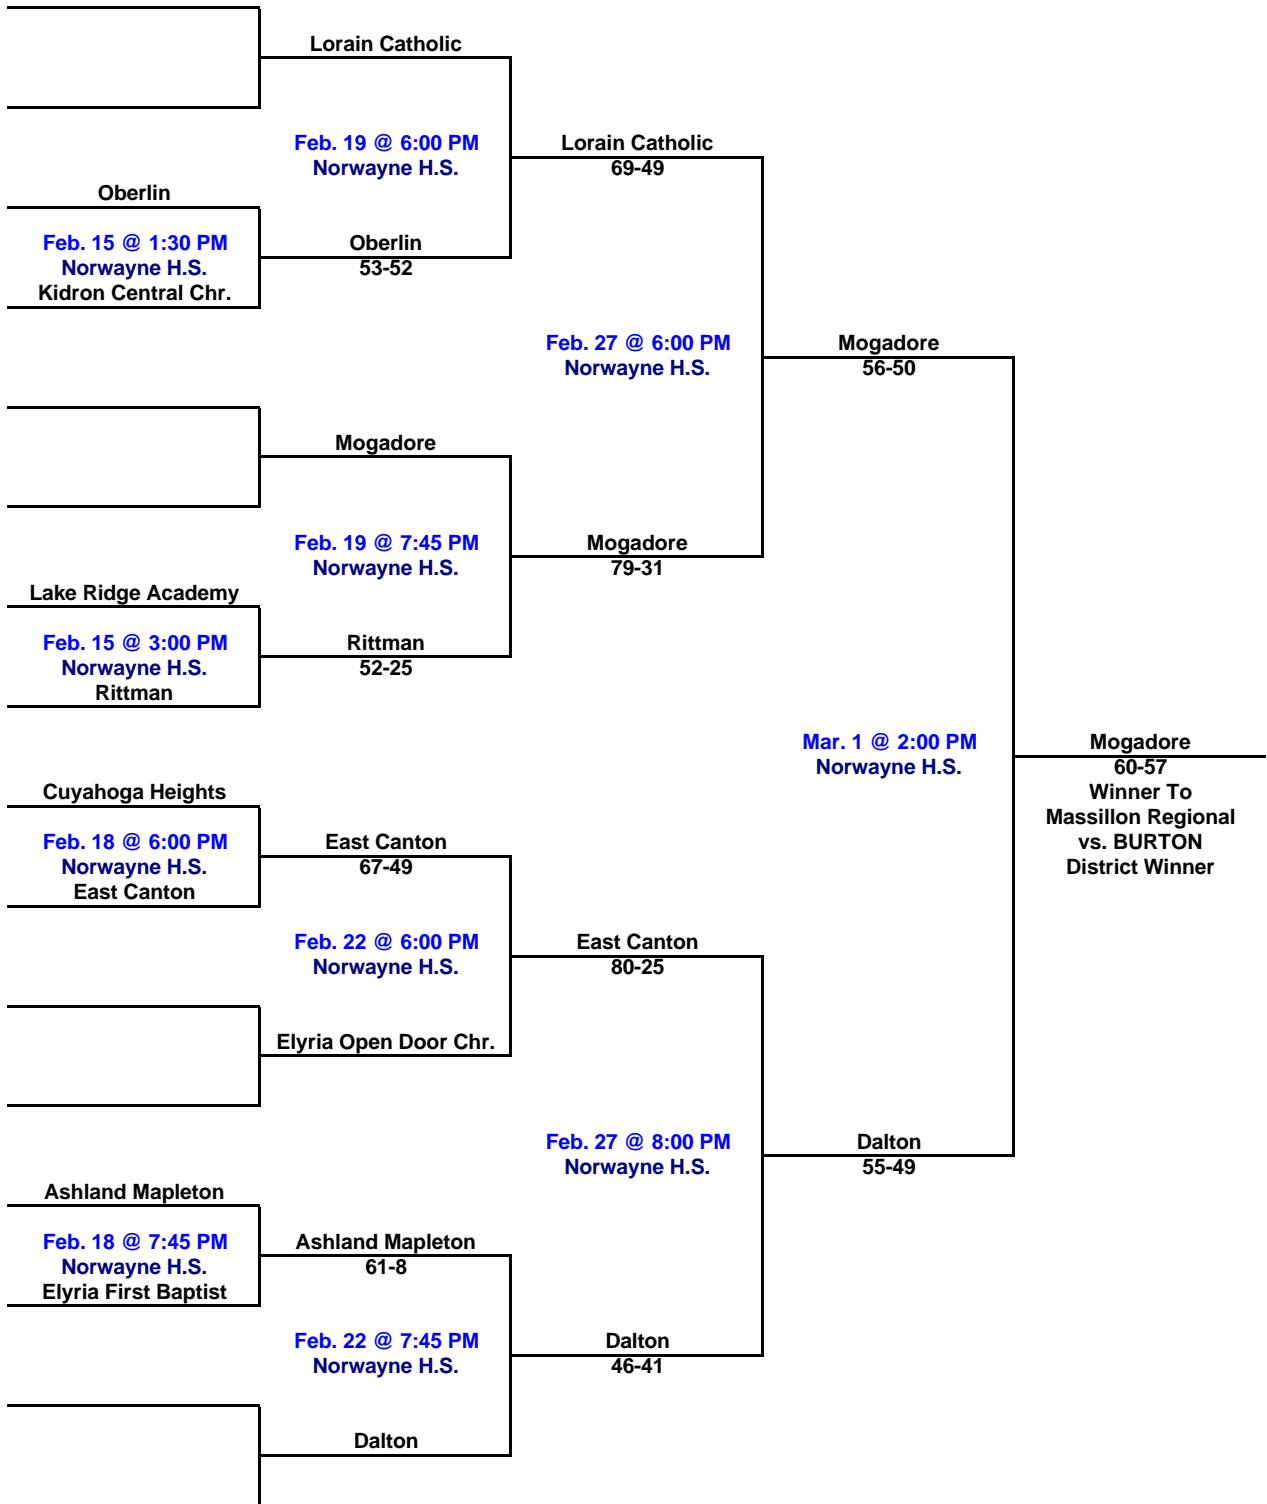 Lorain Catholic
Feb. 19 @ 6:00 PM
Norwayne H.S.
Lorain Catholic
69-49
Oberlin
Feb. 15 @ 1:30 PM
Norwayne H.S.
Kidron Central Chr.
Oberlin
53-52
Feb. 27 @ 6:00 PM
Norwayne H.S.
Mogadore
56-50
Mogadore
Feb. 19 @ 7:45 PM
Norwayne H.S.
Mogadore
79-31
Lake Ridge Academy
Feb. 15 @ 3:00 PM
Norwayne H.S.
Rittman
Rittman
52-25
Mar. 1 @ 2:00 PM
Norwayne H.S.
Mogadore
60-57
Winner To
Massillon Regional
vs. BURTON
District Winner
Cuyahoga Heights
Feb. 18 @ 6:00 PM
Norwayne H.S.
East Canton
East Canton
67-49
Feb. 22 @ 6:00 PM
Norwayne H.S.
East Canton
80-25
Elyria Open Door Chr.
Feb. 27 @ 8:00 PM
Norwayne H.S.
Dalton
55-49
Ashland Mapleton
Feb. 18 @ 7:45 PM
Norwayne H.S.
Elyria First Baptist
Ashland Mapleton
61-8
Feb. 22 @ 7:45 PM
Norwayne H.S.
Dalton
46-41
Dalton